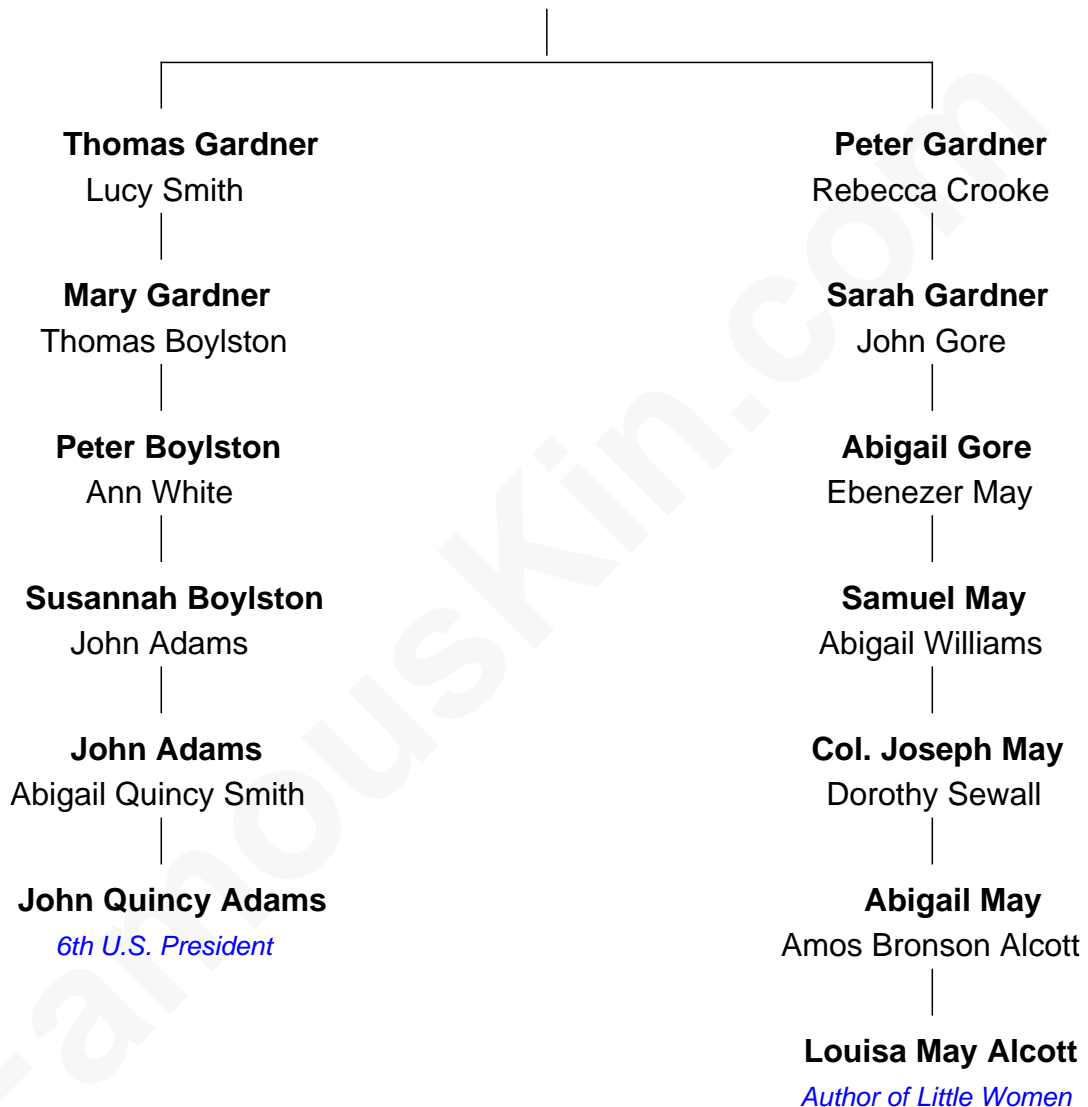 Thomas Gardner
Lucy Smith
Mary Gardner
Thomas Boylston
Peter Boylston
Ann White
Susannah Boylston
John Adams
John Adams
Abigail Quincy Smith
John Quincy Adams
6th U.S. President
Peter Gardner
Rebecca Crooke
Sarah Gardner
John Gore
Abigail Gore
Ebenezer May
Samuel May
Abigail Williams
Col. Joseph May
Dorothy Sewall
Abigail May
Amos Bronson Alcott
Louisa May Alcott
Author of Little Women
FamousKin.com